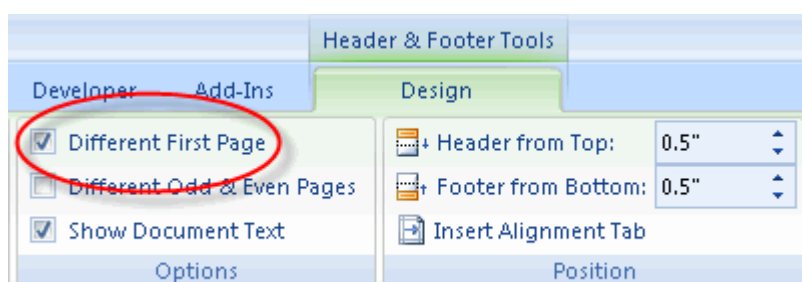 Header & Footer Tools
Developer Add-Ins Design
Different First Page Header from Top: 0.5"
Different Odd & Even Pages Footer from Bottom: 0.5"
Show Document Text Insert Alignment Tab
Options Position